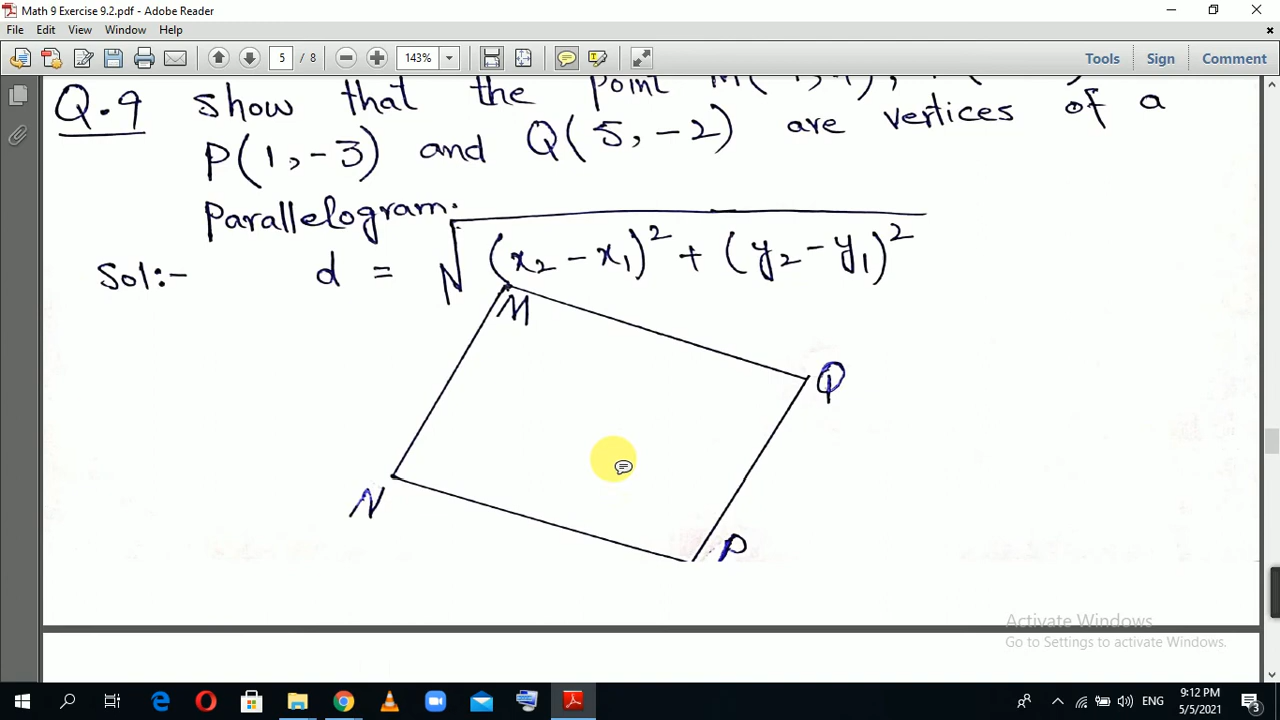 Math 9 Exercise 9.2.pdf - Adobe Reader
File Edit View Window Help
5 / 8 143% Tools Sign Comment
Q.9 Show that the point
P(1,-3) and Q(5,-2) are vertices of a
Parallelogram.
Sol:- d = √(x₂ - x₁)² + (y₂ - y₁)²
M
Q
N
P
Activate Windows
Go to Settings to activate Windows.
ENG
9:12 PM
5/5/2021
3